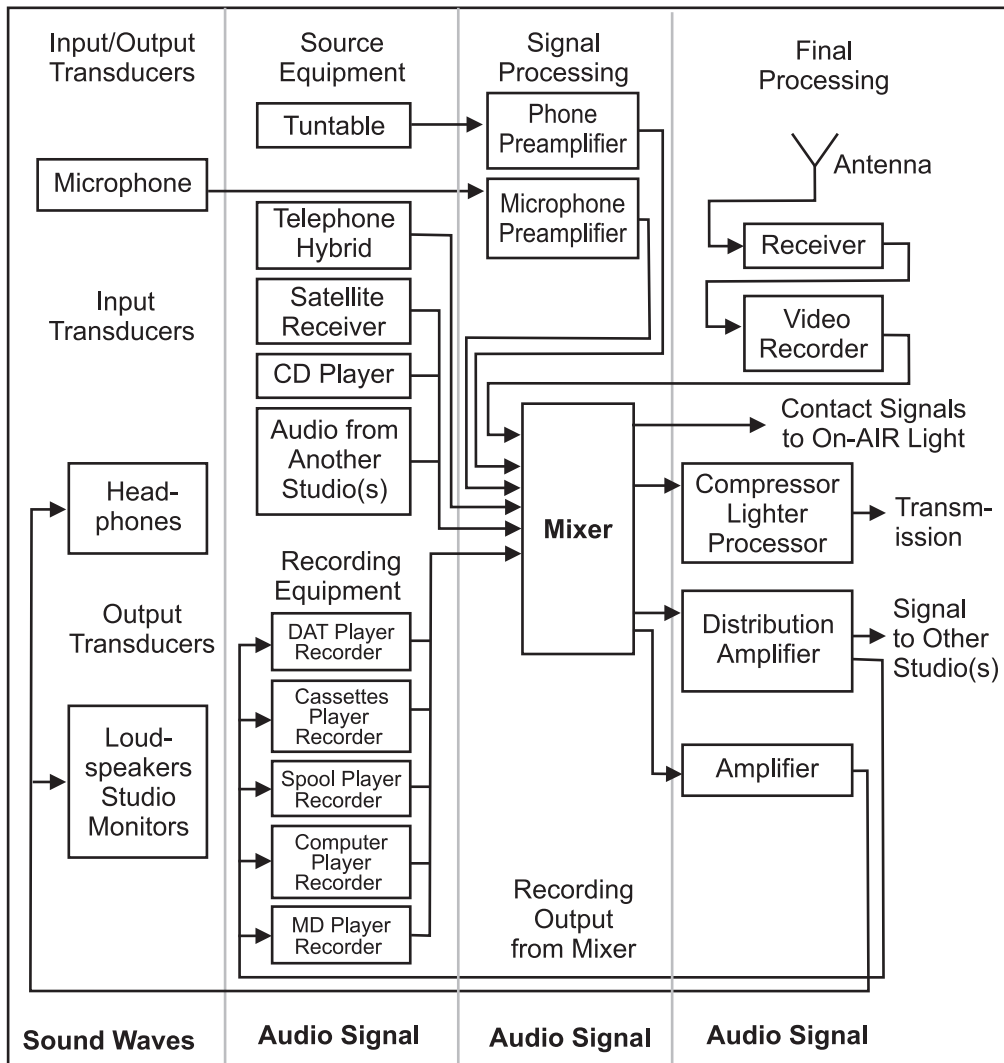 Input/Output
Transducers
Source
Equipment
Signal
Processing
Final
Processing
Tuntable
Phone
Preamplifier
Antenna
Microphone
Microphone
Preamplifier
Telephone
Hybrid
Receiver
Input
Transducers
Satellite
Receiver
Video
Recorder
CD Player
Audio from
Another
Studio(s)
Contact Signals
to On-AIR Light
Head-
phones
Mixer
Compressor
Lighter
Processor
Transm-
ission
Recording
Equipment
Output
Transducers
DAT Player
Recorder
Distribution
Amplifier
Signal
to Other
Studio(s)
Cassettes
Player
Recorder
Loud-
speakers
Studio
Monitors
Spool Player
Recorder
Amplifier
Computer
Player
Recorder
MD Player
Recorder
Recording
Output
from Mixer
Sound Waves
Audio Signal
Audio Signal
Audio Signal